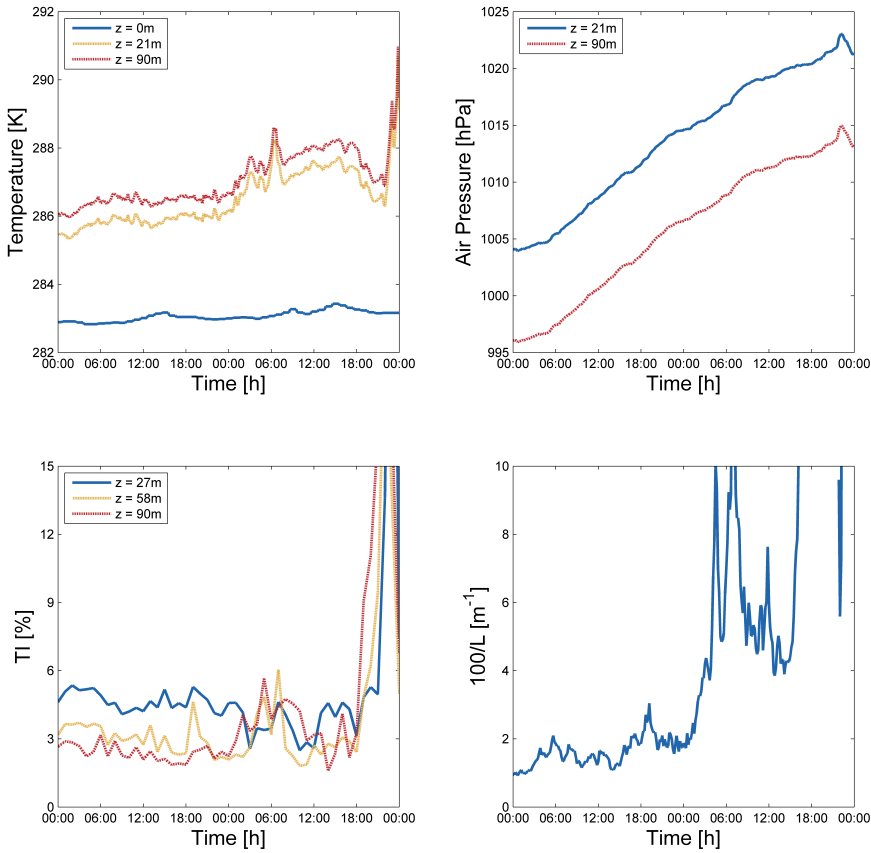 292
290
288
286
284
282
Temperature [K]
z = 0m
z = 21m
z = 90m
00:00 06:00 12:00 18:00 00:00 06:00 12:00 18:00 00:00
Time [h]
1025
1020
1015
1010
1005
1000
995
Air Pressure [hPa]
z = 21m
z = 90m
00:00 06:00 12:00 18:00 00:00 06:00 12:00 18:00 00:00
Time [h]
15
12
9
6
3
0
TI [%]
z = 27m
z = 58m
z = 90m
00:00 06:00 12:00 18:00 00:00 06:00 12:00 18:00 00:00
Time [h]
10
8
6
4
2
0
100/L [m⁻¹]
00:00 06:00 12:00 18:00 00:00 06:00 12:00 18:00 00:00
Time [h]